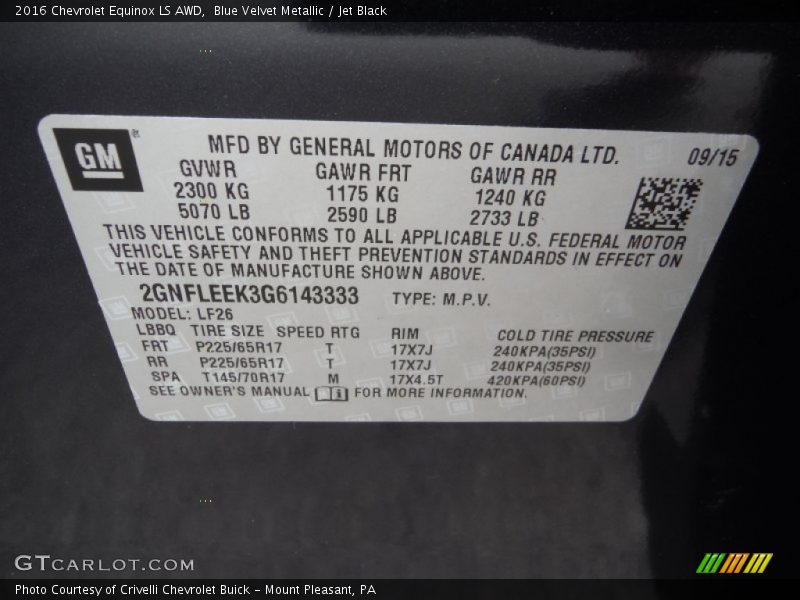 2016 Chevrolet Equinox LS AWD,  Blue Velvet Metallic / Jet Black
GM
MFD BY GENERAL MOTORS OF CANADA LTD. 09/15
GVWR GAWR FRT GAWR RR
2300 KG 1175 KG 1240 KG
5070 LB 2590 LB 2733 LB
THIS VEHICLE CONFORMS TO ALL APPLICABLE U.S. FEDERAL MOTOR
VEHICLE SAFETY AND THEFT PREVENTION STANDARDS IN EFFECT ON
THE DATE OF MANUFACTURE SHOWN ABOVE.
2GNFLEEK3G6143333 TYPE: M.P.V.
MODEL: LF26
LBBQ TIRE SIZE SPEED RTG RIM COLD TIRE PRESSURE
FRT P225/65R17 T 17X7J 240KPA(35PSI)
RR P225/65R17 T 17X7J 240KPA(35PSI)
SPA T145/70R17 M 17X4.5T 420KPA(60PSI)
SEE OWNER'S MANUAL FOR MORE INFORMATION.
GTCARLOT.COM
Photo Courtesy of Crivelli Chevrolet Buick – Mount Pleasant, PA